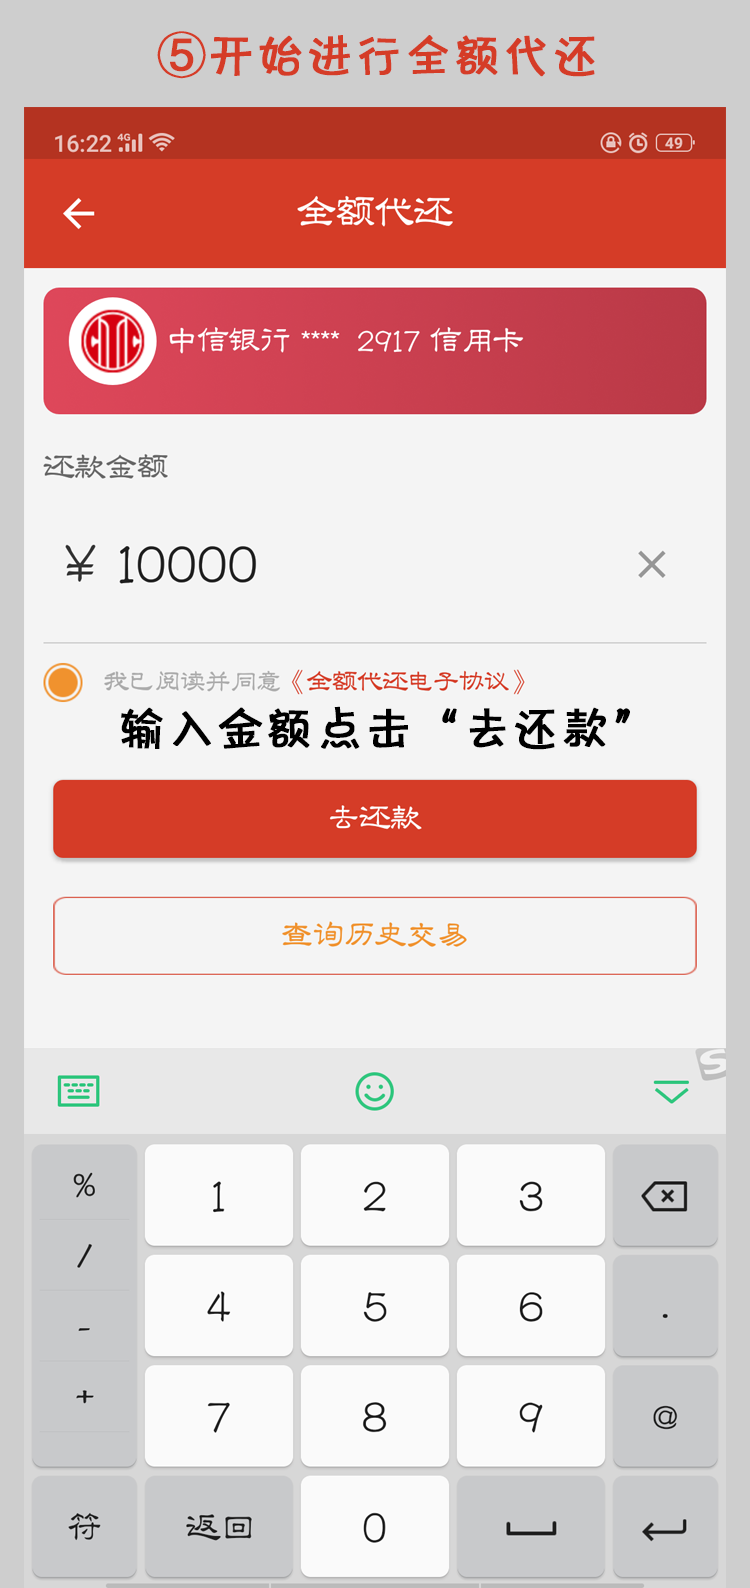 ⑤开始进行全额代还
16:22 4G 49
全额代还
中信银行 **** 2917 信用卡
还款金额
¥ 10000
我已阅读并同意《全额代还电子协议》
输入金额点击“去还款”
去还款
查询历史交易
S
% 1 2 3
/ 4 5 6 .
-
+ 7 8 9 @
符 返回 0